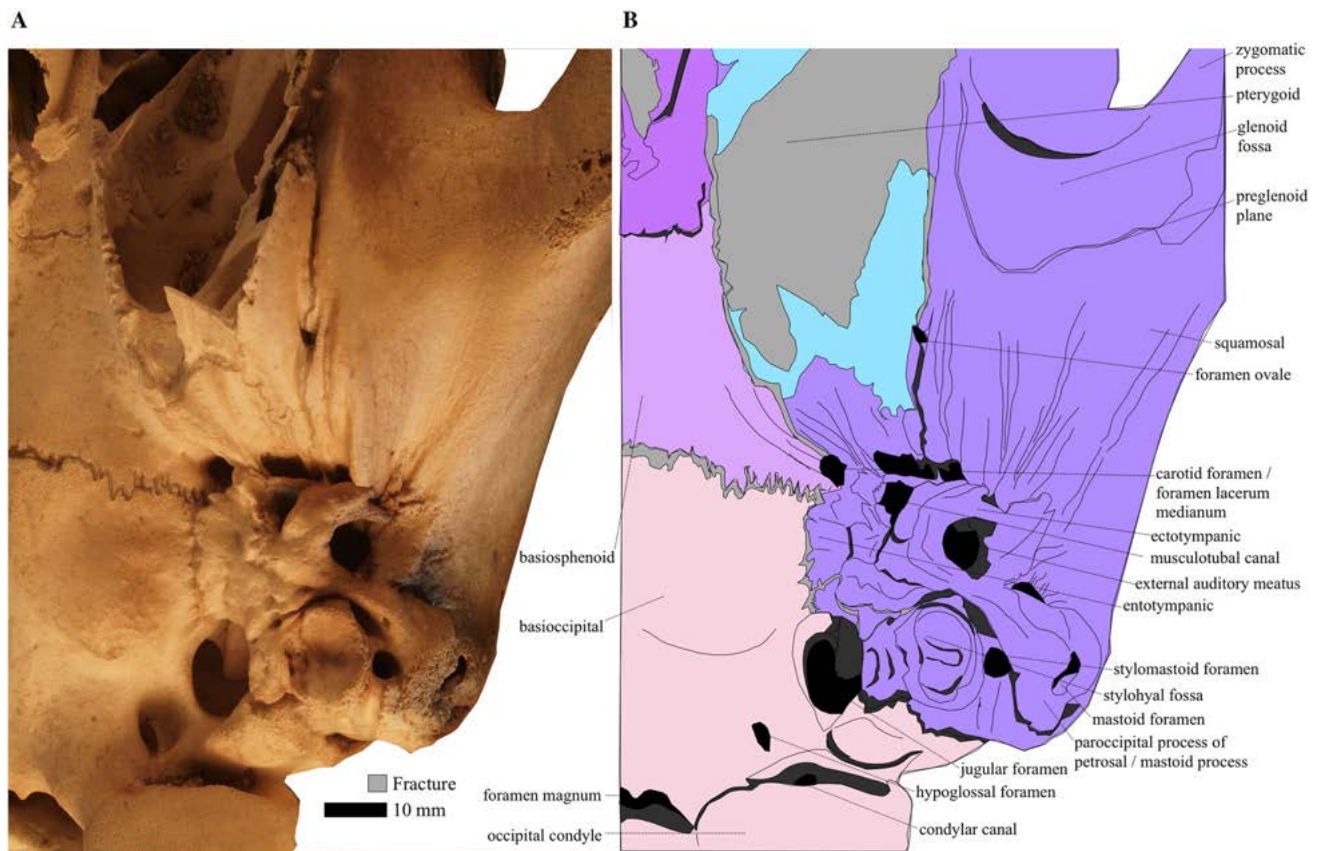 A
B
zygomatic
process
pterygoid
glenoid
fossa
preglenoid
plane
squamosal
foramen ovale
carotid foramen /
foramen lacerum
medianum
ectotympanic
musculotubal canal
external auditory meatus
entotympanic
stylomastoid foramen
stylohyal fossa
mastoid foramen
paroccipital process of
petrosal / mastoid process
jugular foramen
hypoglossal foramen
condylar canal
basiosphenoid
basioccipital
foramen magnum
occipital condyle
Fracture
10 mm